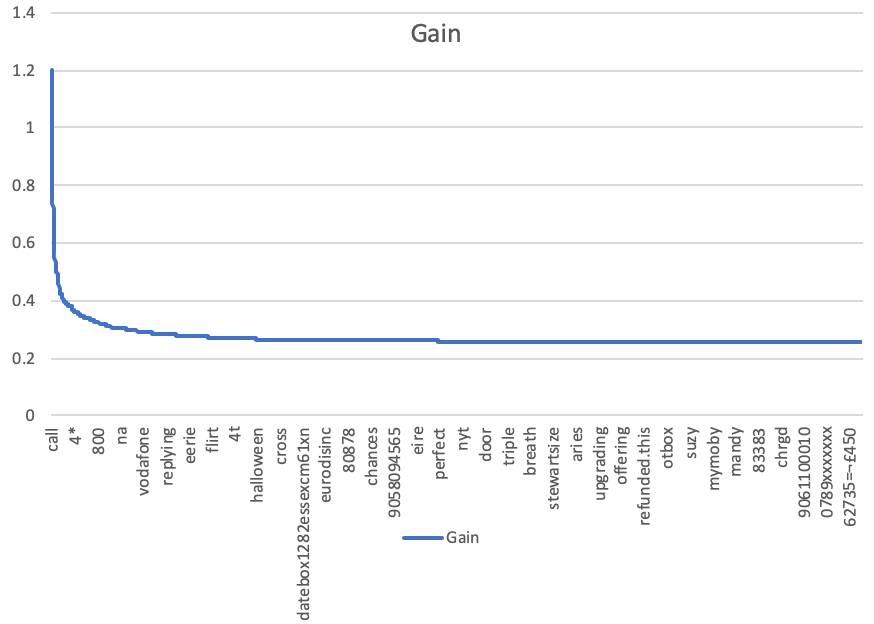 Gain
1.4
1.2
1
0.8
0.6
0.4
0.2
0
call
4*
800
na
vodafone
replying
eerie
flirt
4t
halloween
cross
datebox1282essexcm61xn
eurodisinc
80878
chances
9058094565
eire
perfect
nyt
door
triple
breath
stewartsize
aries
upgrading
offering
refunded.this
otbox
suzy
mymoby
mandy
83383
chrgd
9061100010
0789xxxxxxx
62735=¬£450
Gain